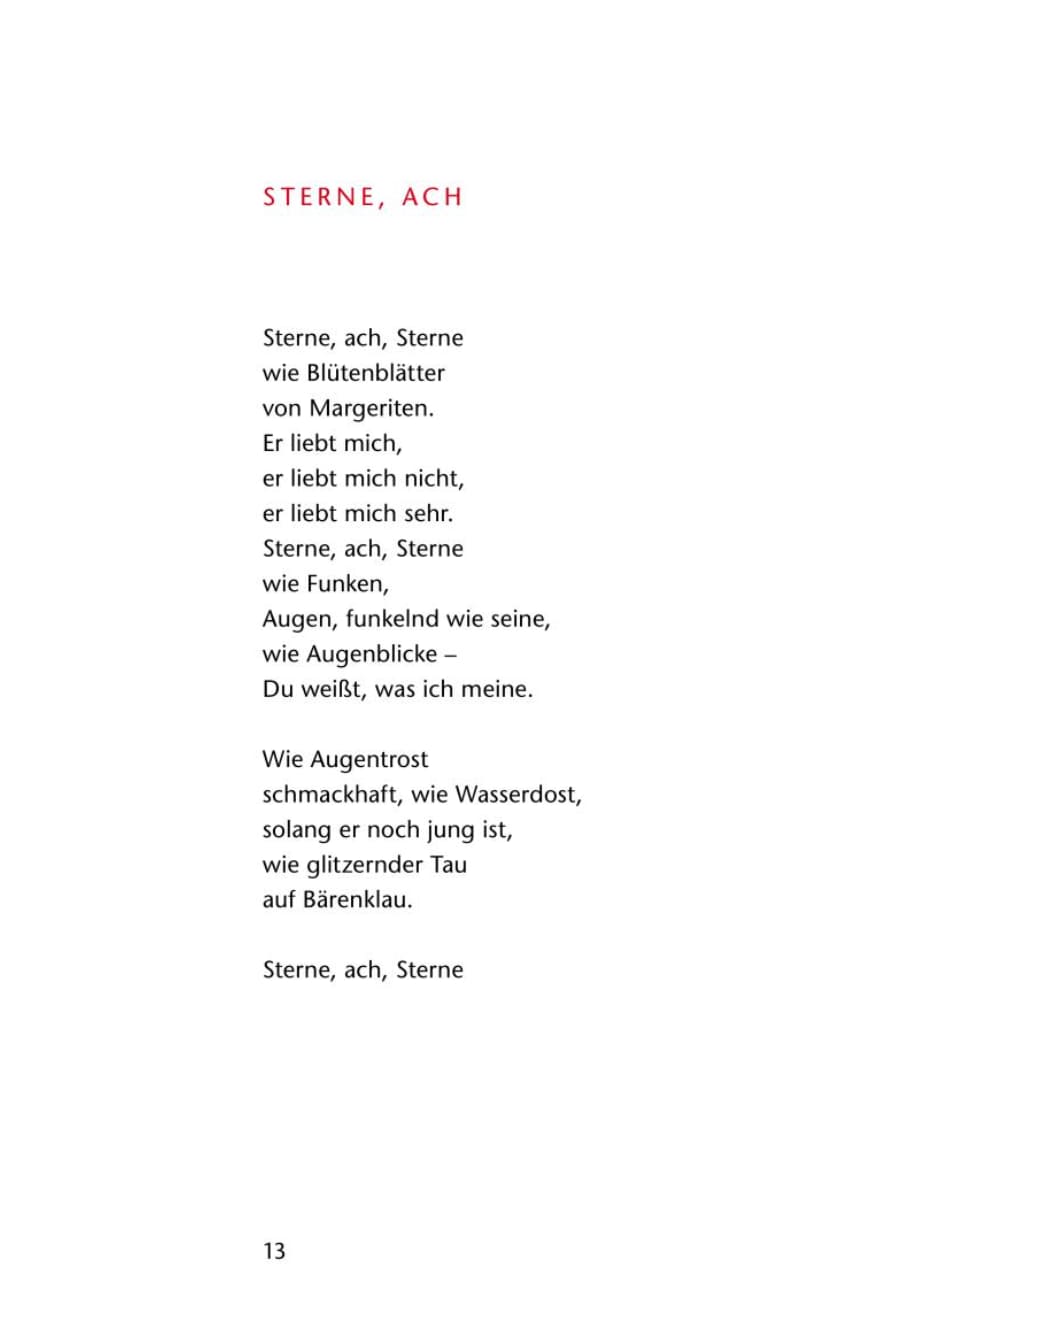 STERNE, ACH
Sterne, ach, Sterne
wie Blütenblätter
von Margeriten.
Er liebt mich,
er liebt mich nicht,
er liebt mich sehr.
Sterne, ach, Sterne
wie Funken,
Augen, funkelnd wie seine,
wie Augenblicke –
Du weißt, was ich meine.
Wie Augentrost
schmackhaft, wie Wasserdost,
solang er noch jung ist,
wie glitzernder Tau
auf Bärenklau.
Sterne, ach, Sterne
13